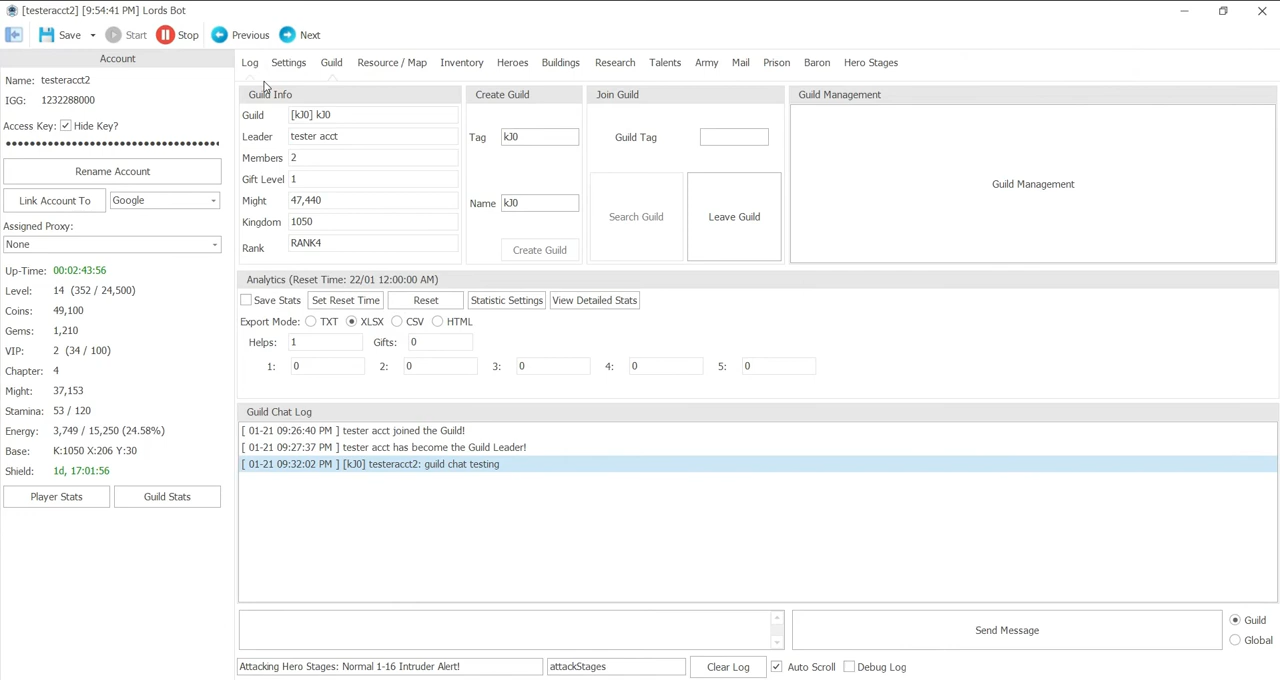 [testeracct2] [9:54:41 PM] Lords Bot
Save Start Stop Previous Next
Account
Name: testeracct2
IGG: 1232288000
Access Key: Hide Key?
Rename Account
Link Account To Google
Assigned Proxy:
None
Up-Time: 00:02:43:56
Level: 14 (352 / 24,500)
Coins: 49,100
Gems: 1,210
VIP: 2 (34 / 100)
Chapter: 4
Might: 37,153
Stamina: 53 / 120
Energy: 3,749 / 15,250 (24.58%)
Base: K:1050 X:206 Y:30
Shield: 1d, 17:01:56
Player Stats Guild Stats
Log Settings Guild Resource / Map Inventory Heroes Buildings Research Talents Army Mail Prison Baron Hero Stages
Guild Info
Guild [kJ0] kJ0
Leader tester acct
Members 2
Gift Level 1
Might 47,440
Kingdom 1050
Rank RANK4
Create Guild
Tag kJ0
Name kJ0
Create Guild
Join Guild
Guild Tag
Search Guild Leave Guild
Guild Management
Guild Management
Analytics (Reset Time: 22/01 12:00:00 AM)
Save Stats Set Reset Time Reset Statistic Settings View Detailed Stats
Export Mode: TXT XLSX CSV HTML
Helps: 1 Gifts: 0
1: 0 2: 0 3: 0 4: 0 5: 0
Guild Chat Log
[ 01-21 09:26:40 PM ] tester acct joined the Guild!
[ 01-21 09:27:37 PM ] tester acct has become the Guild Leader!
[ 01-21 09:32:02 PM ] [kJ0] testeracct2: guild chat testing
Send Message
Guild
Global
Attacking Hero Stages: Normal 1-16 Intruder Alert! attackStages Clear Log Auto Scroll Debug Log